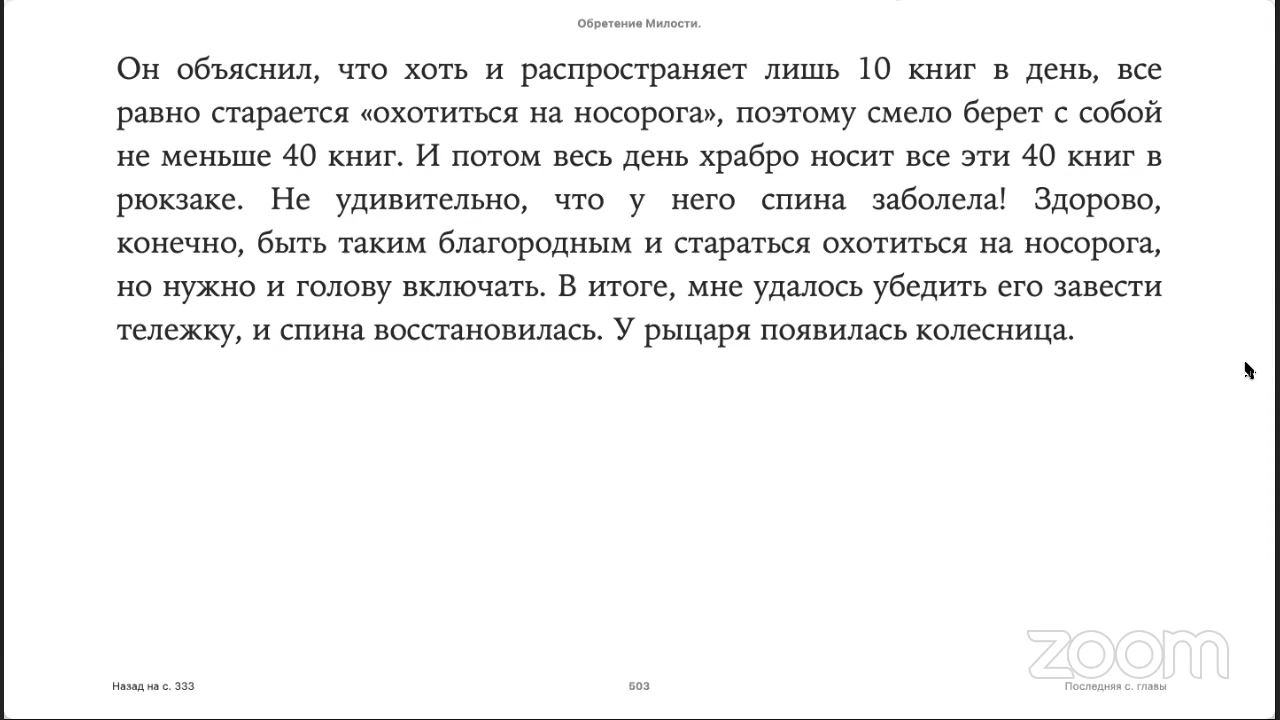 Обретение Милости.
Он объяснил, что хоть и распространяет лишь 10 книг в день, все
равно старается «охотиться на носорога», поэтому смело берет с собой
не меньше 40 книг. И потом весь день храбро носит все эти 40 книг в
рюкзаке. Не удивительно, что у него спина заболела! Здорово,
конечно, быть таким благородным и стараться охотиться на носорога,
но нужно и голову включать. В итоге, мне удалось убедить его завести
тележку, и спина восстановилась. У рыцаря появилась колесница.
zoom
Назад на с. 333
503
Последняя с. главы